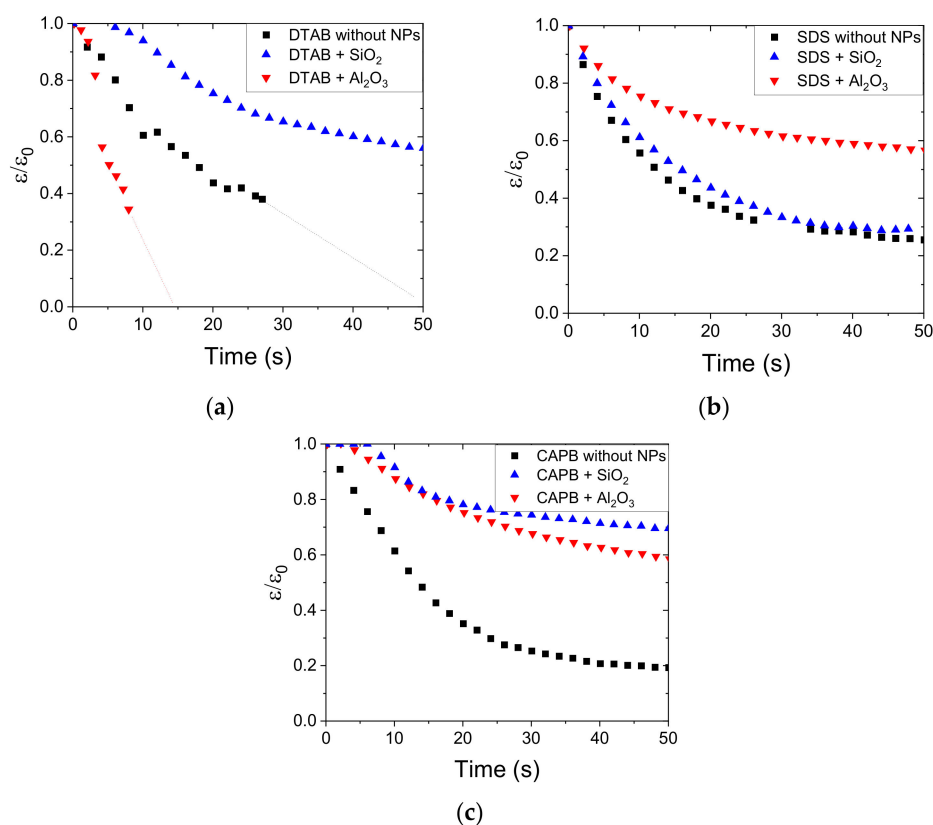 1.0
0.8
0.6
0.4
0.2
0.0
ε/ε₀
DTAB without NPs
DTAB + SiO₂
DTAB + Al₂O₃
0 10 20 30 40 50
Time (s)
(a)
1.0
0.8
0.6
0.4
0.2
0.0
ε/ε₀
SDS without NPs
SDS + SiO₂
SDS + Al₂O₃
0 10 20 30 40 50
Time (s)
(b)
1.0
0.8
0.6
0.4
0.2
0.0
ε/ε₀
CAPB without NPs
CAPB + SiO₂
CAPB + Al₂O₃
0 10 20 30 40 50
Time (s)
(c)